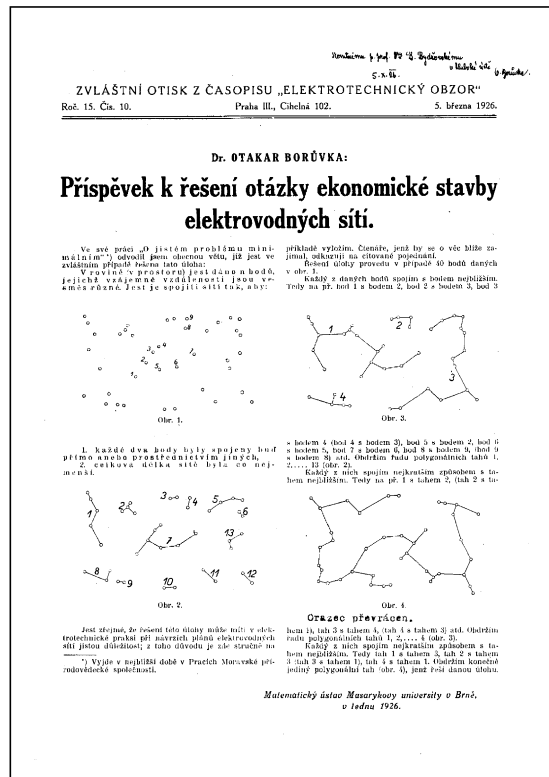 5. X. 26.
ZVLÁŠTNÍ OTISK Z ČASOPISU „ELEKTROTECHNICKÝ OBZOR"
Roč. 15. Čís. 10. Praha III., Cihelná 102. 5. března 1926.
Dr. OTAKAR BORŮVKA:
Příspěvek k řešení otázky ekonomické stavby
elektrovodných sítí.
Ve své práci „O jistém problému mini-
málním" *) odvodil jsem obecnou větu, jíž jest ve
zvláštním případě řešena tato úloha:
V rovině (v prostoru) jest dáno n bodů,
jejichž vzájemné vzdálenosti jsou ve-
směs různé. Jest je spojiti sítí tak, aby:
Obr. 1.
1. každé dva body byly spojeny buď
přímo anebo prostřednictvím jiných,
2. celková délka sítě byla co nej-
menší.
Obr. 2.
Jest zřejmé, že řešení této úlohy může míti v elek-
trotechnické praksi při návrzích plánů elektrovodných
sítí jistou důležitost; z toho důvodu je zde stručně na
*) Vyjde v nejbližší době v Pracích Moravské pří-
rodovědecké společnosti.
příkladě vyložím. Čtenáře, jenž by se o věc blíže za-
jímal, odkazuji na citované pojednání.
Řešení úlohy provedu v případě 40 bodů daných
v obr. 1.
Každý z daných bodů spojím s bodem nejbližším.
Tedy na př. bod 1 s bodem 2, bod 2 s bodem 3, bod 3
Obr. 3.
s bodem 4 (bod 4 s bodem 3), bod 5 s bodem 2, bod 6
s bodem 5, bod 7 s bodem 6, bod 8 s bodem 9, (bod 9
s bodem 8) atd. Obdržím řadu polygonálních tahů 1,
2,.... 13 (obr. 2).
Každý z nich spojím nejkratším způsobem s ta-
hem nejbližším. Tedy na př. 1 s tahem 2, (tah 2 s ta-
Obr. 4.
Obrazec převrácen.
hem 1), tah 3 s tahem 4, (tah 4 s tahem 3) atd. Obdržím
řadu polygonálních tahů 1, 2,.... 4 (obr. 3).
Každý z nich spojím nejkratším způsobem s ta-
hem nejbližším. Tedy tah 1 s tahem 3, tah 2 s tahem
3 (tah 3 s tahem 1), tah 4 s tahem 1. Obdržím konečně
jediný polygonální tah (obr. 4), jenž řeší danou úlohu.
Matematický ústav Masarykovy university v Brně,
v lednu 1926.